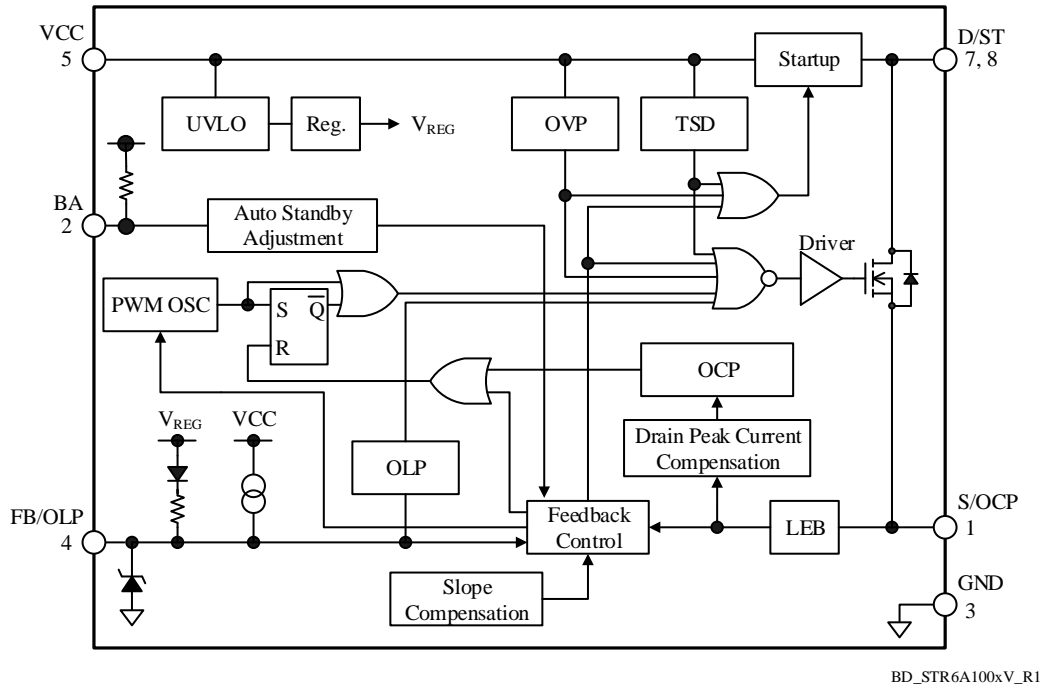 VCC
5
D/ST
7, 8
Startup
UVLO
Reg.
VREG
OVP
TSD
BA
2
Auto Standby
Adjustment
Driver
PWM OSC
S
Q
R
OCP
VREG
VCC
OLP
Drain Peak Current
Compensation
FB/OLP
4
Feedback
Control
LEB
S/OCP
1
Slope
Compensation
GND
3
BD_STR6A100xV_R1